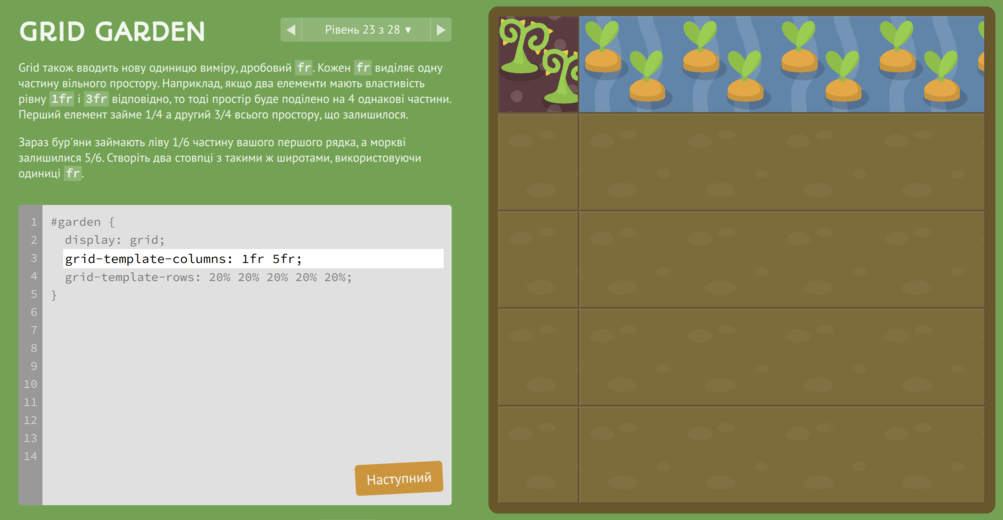 GRID GARDEN
◀ Рівень 23 з 28 ▼ ▶
Grid також вводить нову одиницю виміру, дробовий fr. Кожен fr виділяє одну
частину вільного простору. Наприклад, якщо два елементи мають властивість
рівну 1fr і 3fr відповідно, то тоді простір буде поділено на 4 однакові частини.
Перший елемент займе 1/4 а другий 3/4 всього простору, що залишилося.
Зараз бур'яни займають ліву 1/6 частину вашого першого рядка, а моркві
залишилися 5/6. Створіть два стовпці з такими ж широтами, використовуючи
одиниці fr.
1 #garden {
2 display: grid;
3 grid-template-columns: 1fr 5fr;
4 grid-template-rows: 20% 20% 20% 20% 20%;
5 }
6
7
8
9
10
11
12
13
14
Наступний